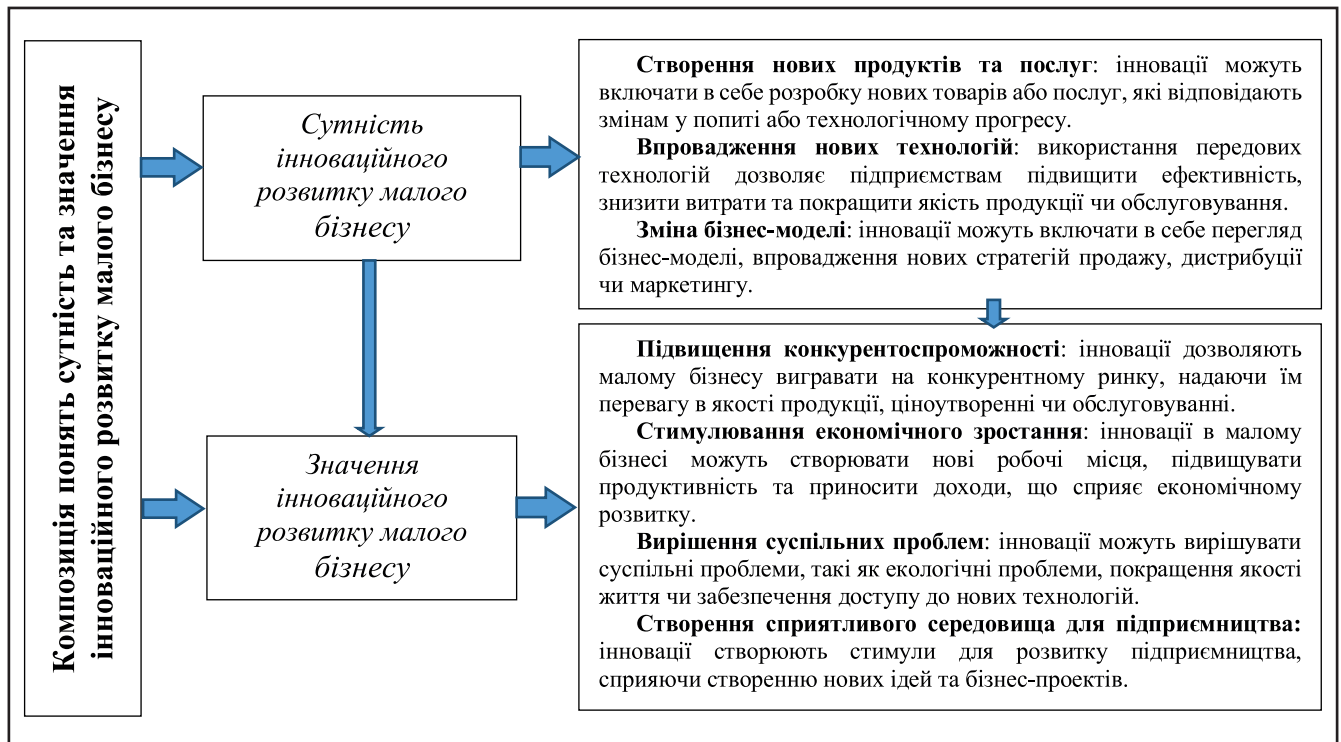 Композиція понять сутність та значення
інноваційного розвитку малого бізнесу
Сутність
інноваційного
розвитку малого
бізнесу
Створення нових продуктів та послуг: інновації можуть
включати в себе розробку нових товарів або послуг, які відповідають
змінам у попиті або технологічному прогресу.
Впровадження нових технологій: використання передових
технологій дозволяє підприємствам підвищити ефективність,
знизити витрати та покращити якість продукції чи обслуговування.
Зміна бізнес-моделі: інновації можуть включати в себе перегляд
бізнес-моделі, впровадження нових стратегій продажу, дистрибуції
чи маркетингу.
Значення
інноваційного
розвитку малого
бізнесу
Підвищення конкурентоспроможності: інновації дозволяють
малому бізнесу вигравати на конкурентному ринку, надаючи їм
перевагу в якості продукції, ціноутворенні чи обслуговуванні.
Стимулювання економічного зростання: інновації в малому
бізнесі можуть створювати нові робочі місця, підвищувати
продуктивність та приносити доходи, що сприяє економічному
розвитку.
Вирішення суспільних проблем: інновації можуть вирішувати
суспільні проблеми, такі як екологічні проблеми, покращення якості
життя чи забезпечення доступу до нових технологій.
Створення сприятливого середовища для підприємництва:
інновації створюють стимули для розвитку підприємництва,
сприяючи створенню нових ідей та бізнес-проектів.